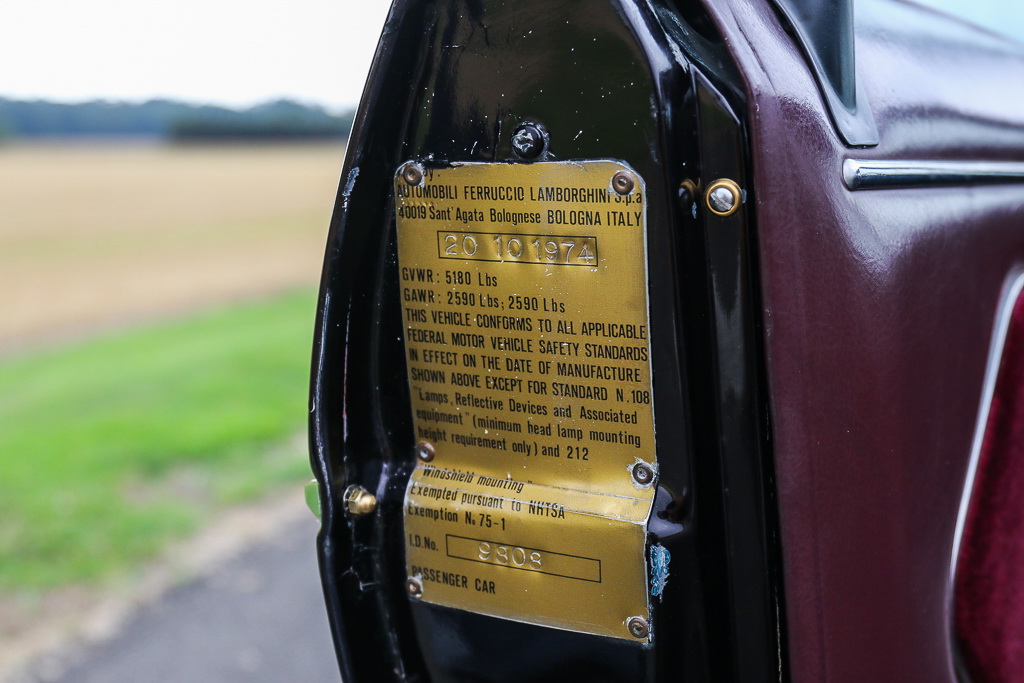 by:
AUTOMOBILI FERRUCCIO LAMBORGHINI S.p.a
40019 Sant'Agata Bolognese BOLOGNA ITALY
20 10 1974
GVWR: 5180 Lbs
GAWR: 2590 Lbs; 2590 Lbs
THIS VEHICLE CONFORMS TO ALL APPLICABLE
FEDERAL MOTOR VEHICLE SAFETY STANDARDS
IN EFFECT ON THE DATE OF MANUFACTURE
SHOWN ABOVE EXCEPT FOR STANDARD N.108
"Lamps, Reflective Devices and Associated
equipment" (minimum head lamp mounting
height requirement only) and 212
"Windshield mounting"
Exempted pursuant to NHTSA
Exemption No 75-1
I.D.No. 9808
PASSENGER CAR